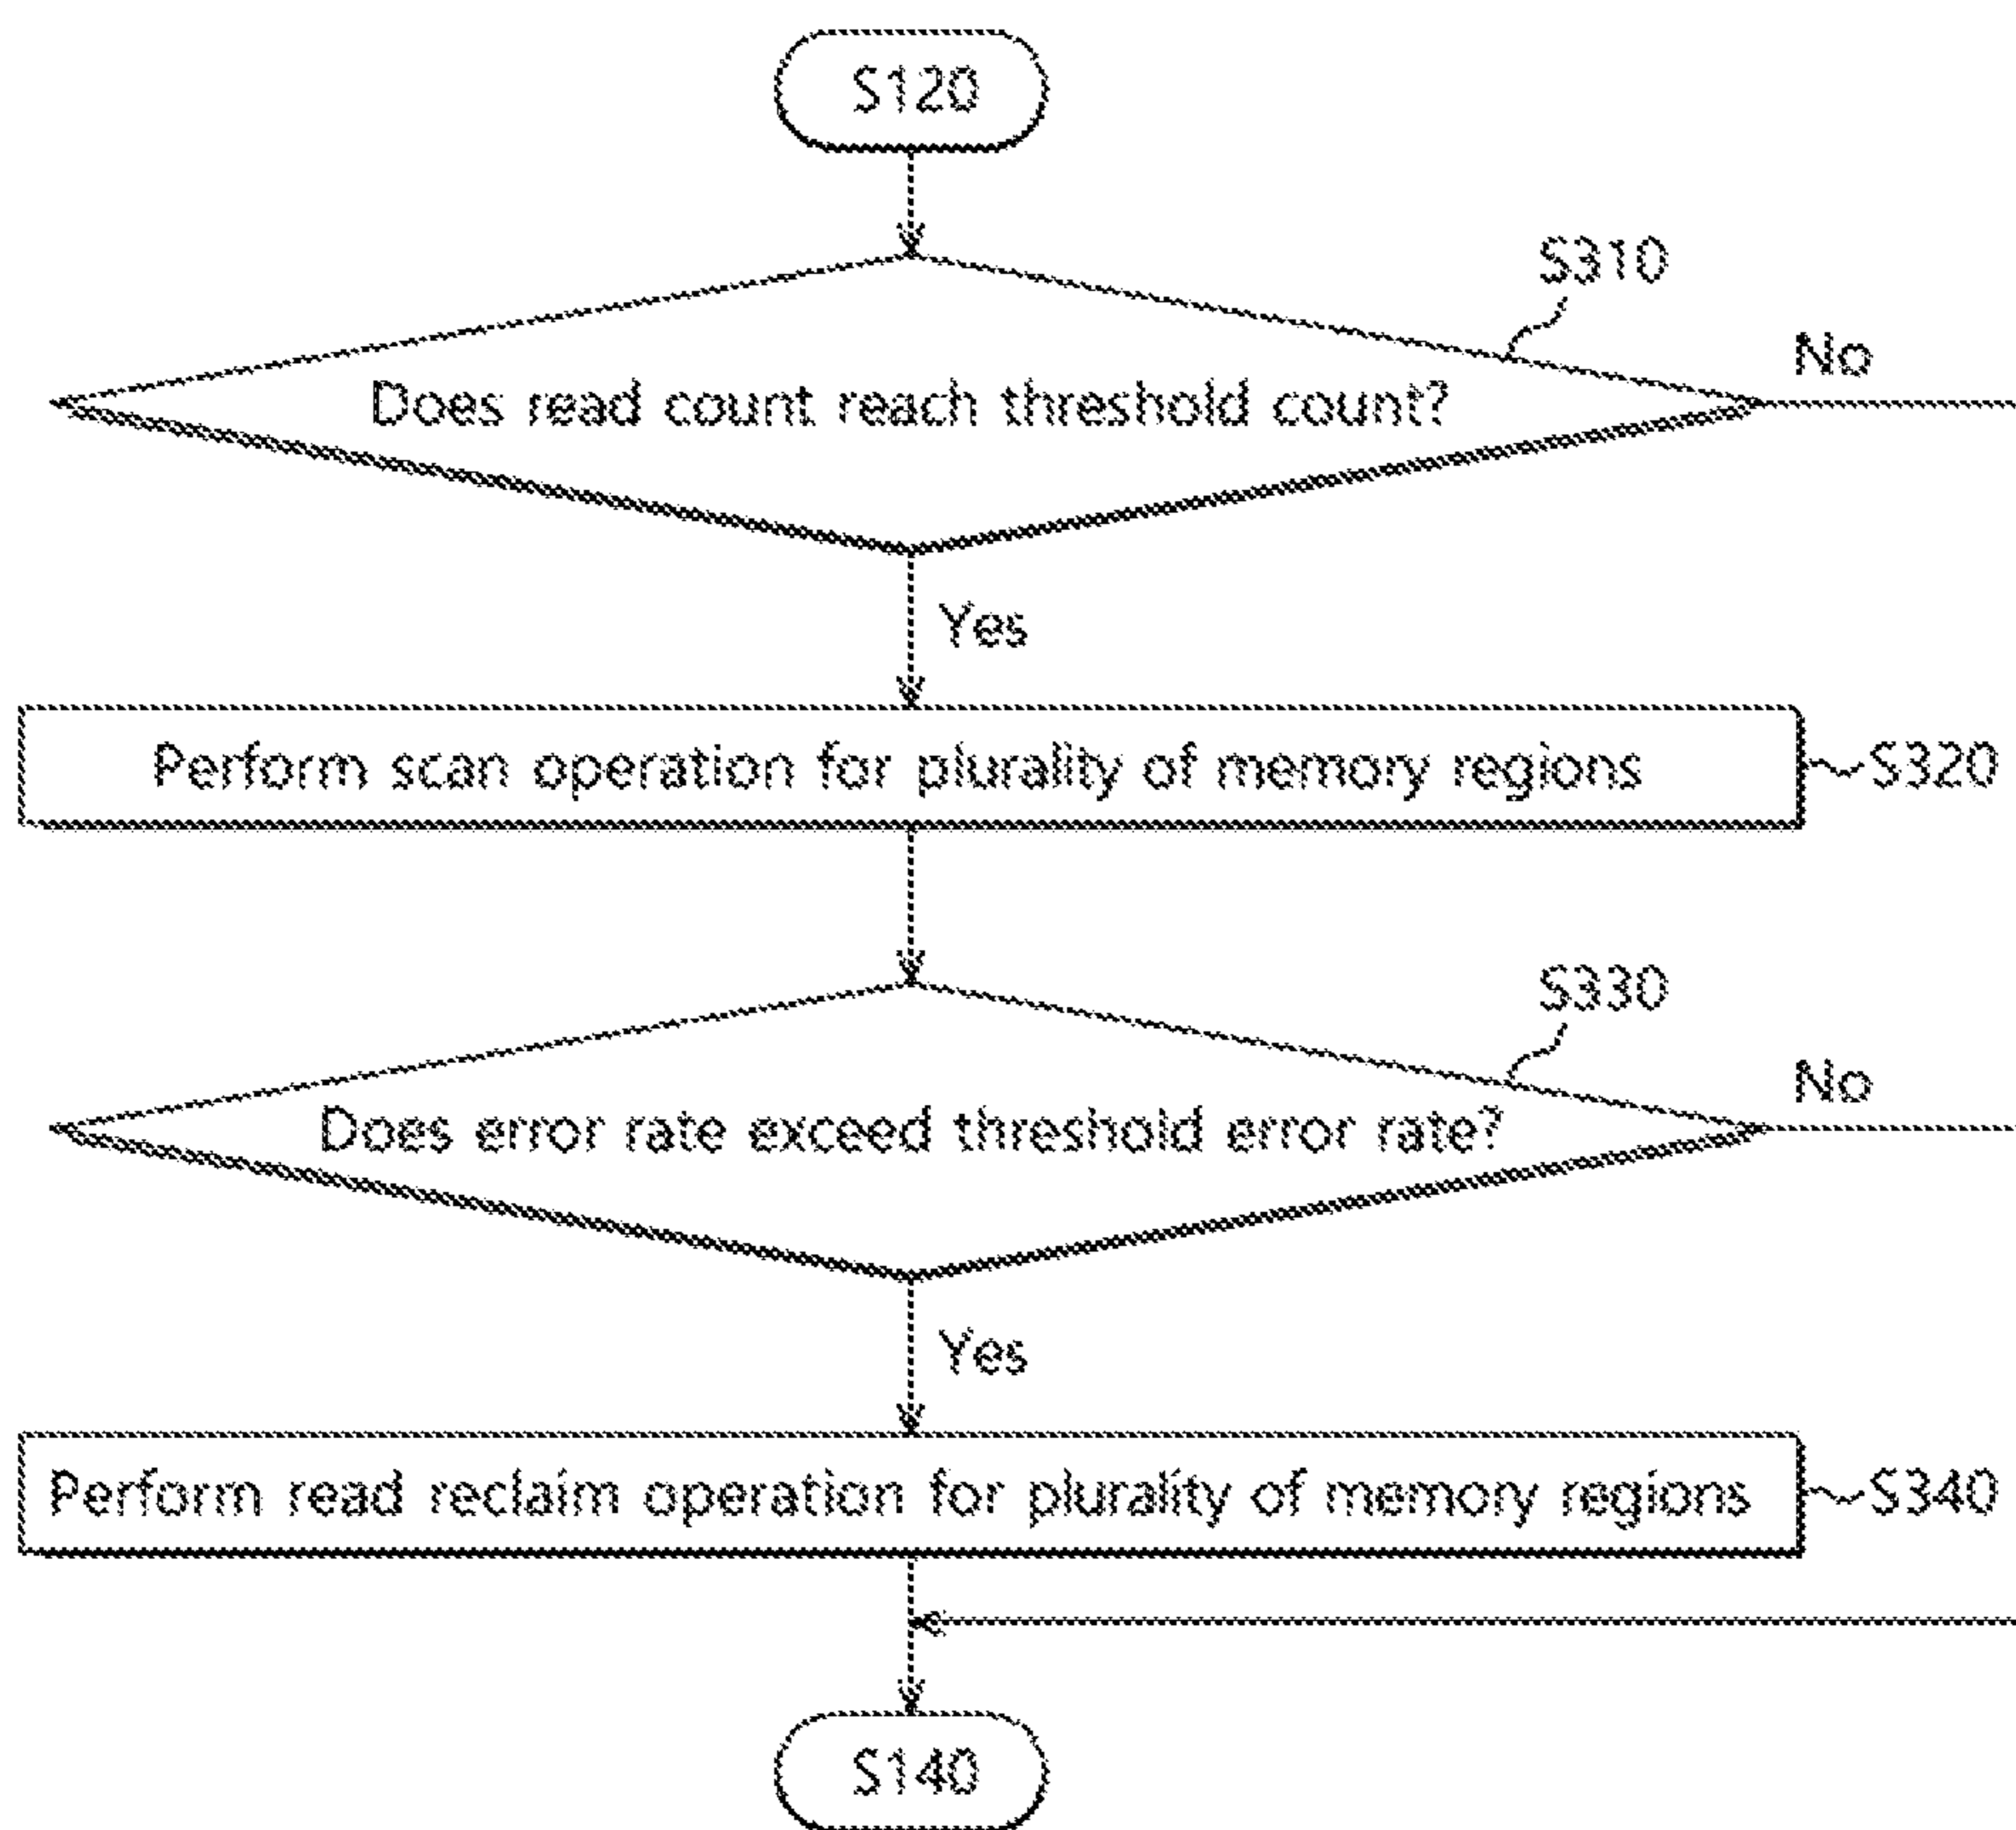 S120
S310
No
Does read count reach threshold count?
Yes
Perform scan operation for plurality of memory regions
S320
S330
No
Does error rate exceed threshold error rate?
Yes
Perform read reclaim operation for plurality of memory regions
S340
S140